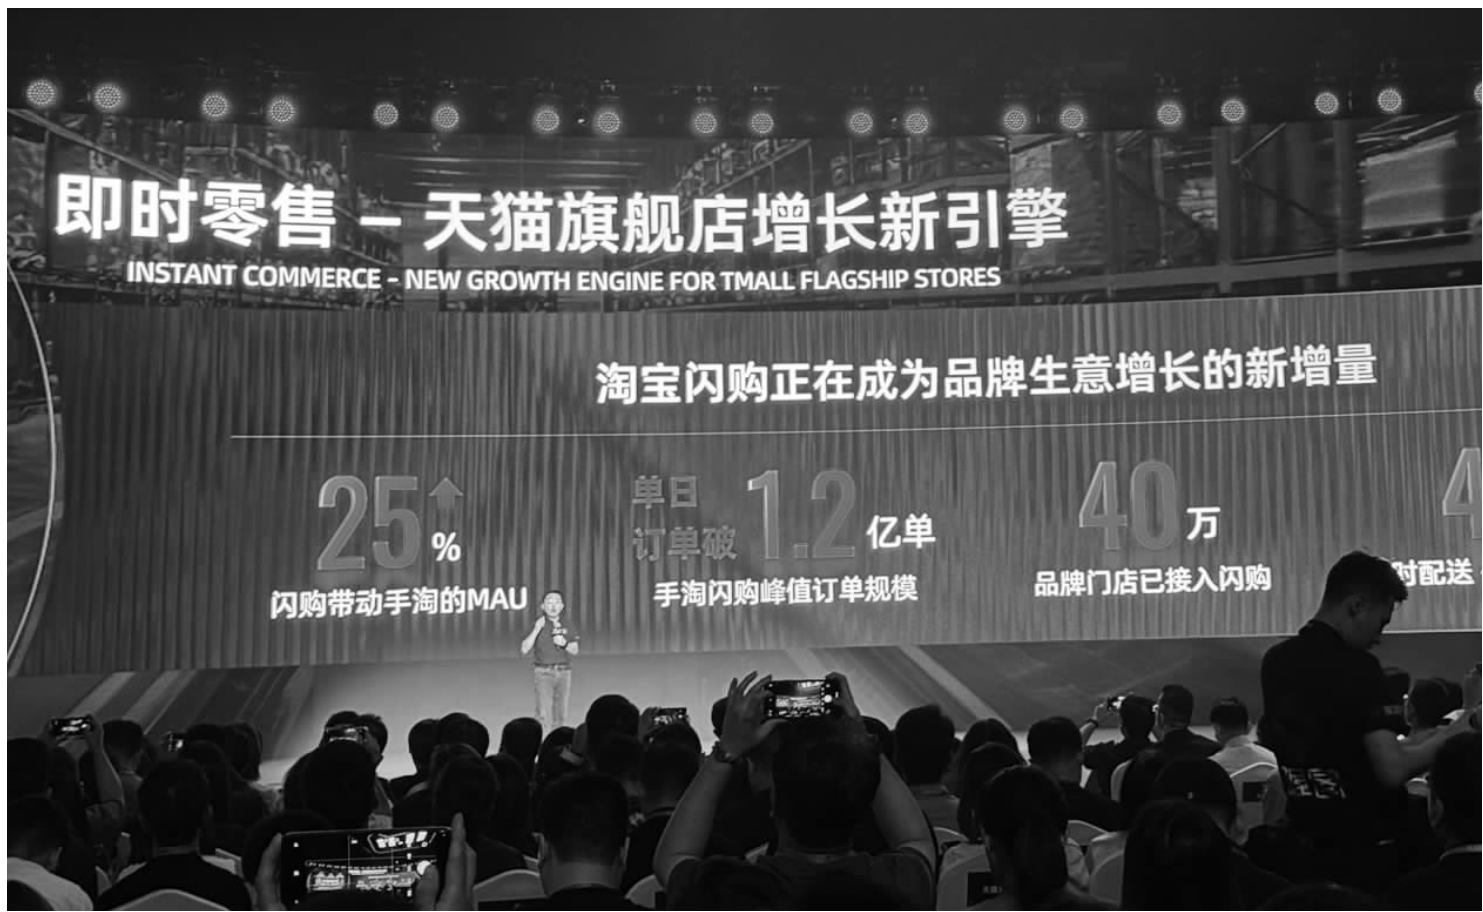 即时零售 – 天猫旗舰店增长新引擎
INSTANT COMMERCE – NEW GROWTH ENGINE FOR TMALL FLAGSHIP STORES
淘宝闪购正在成为品牌生意增长的新增量
25%
闪购带动手淘的MAU
单日
订单破 1.2 亿单
手淘闪购峰值订单规模
40 万
品牌门店已接入闪购
4
时配送